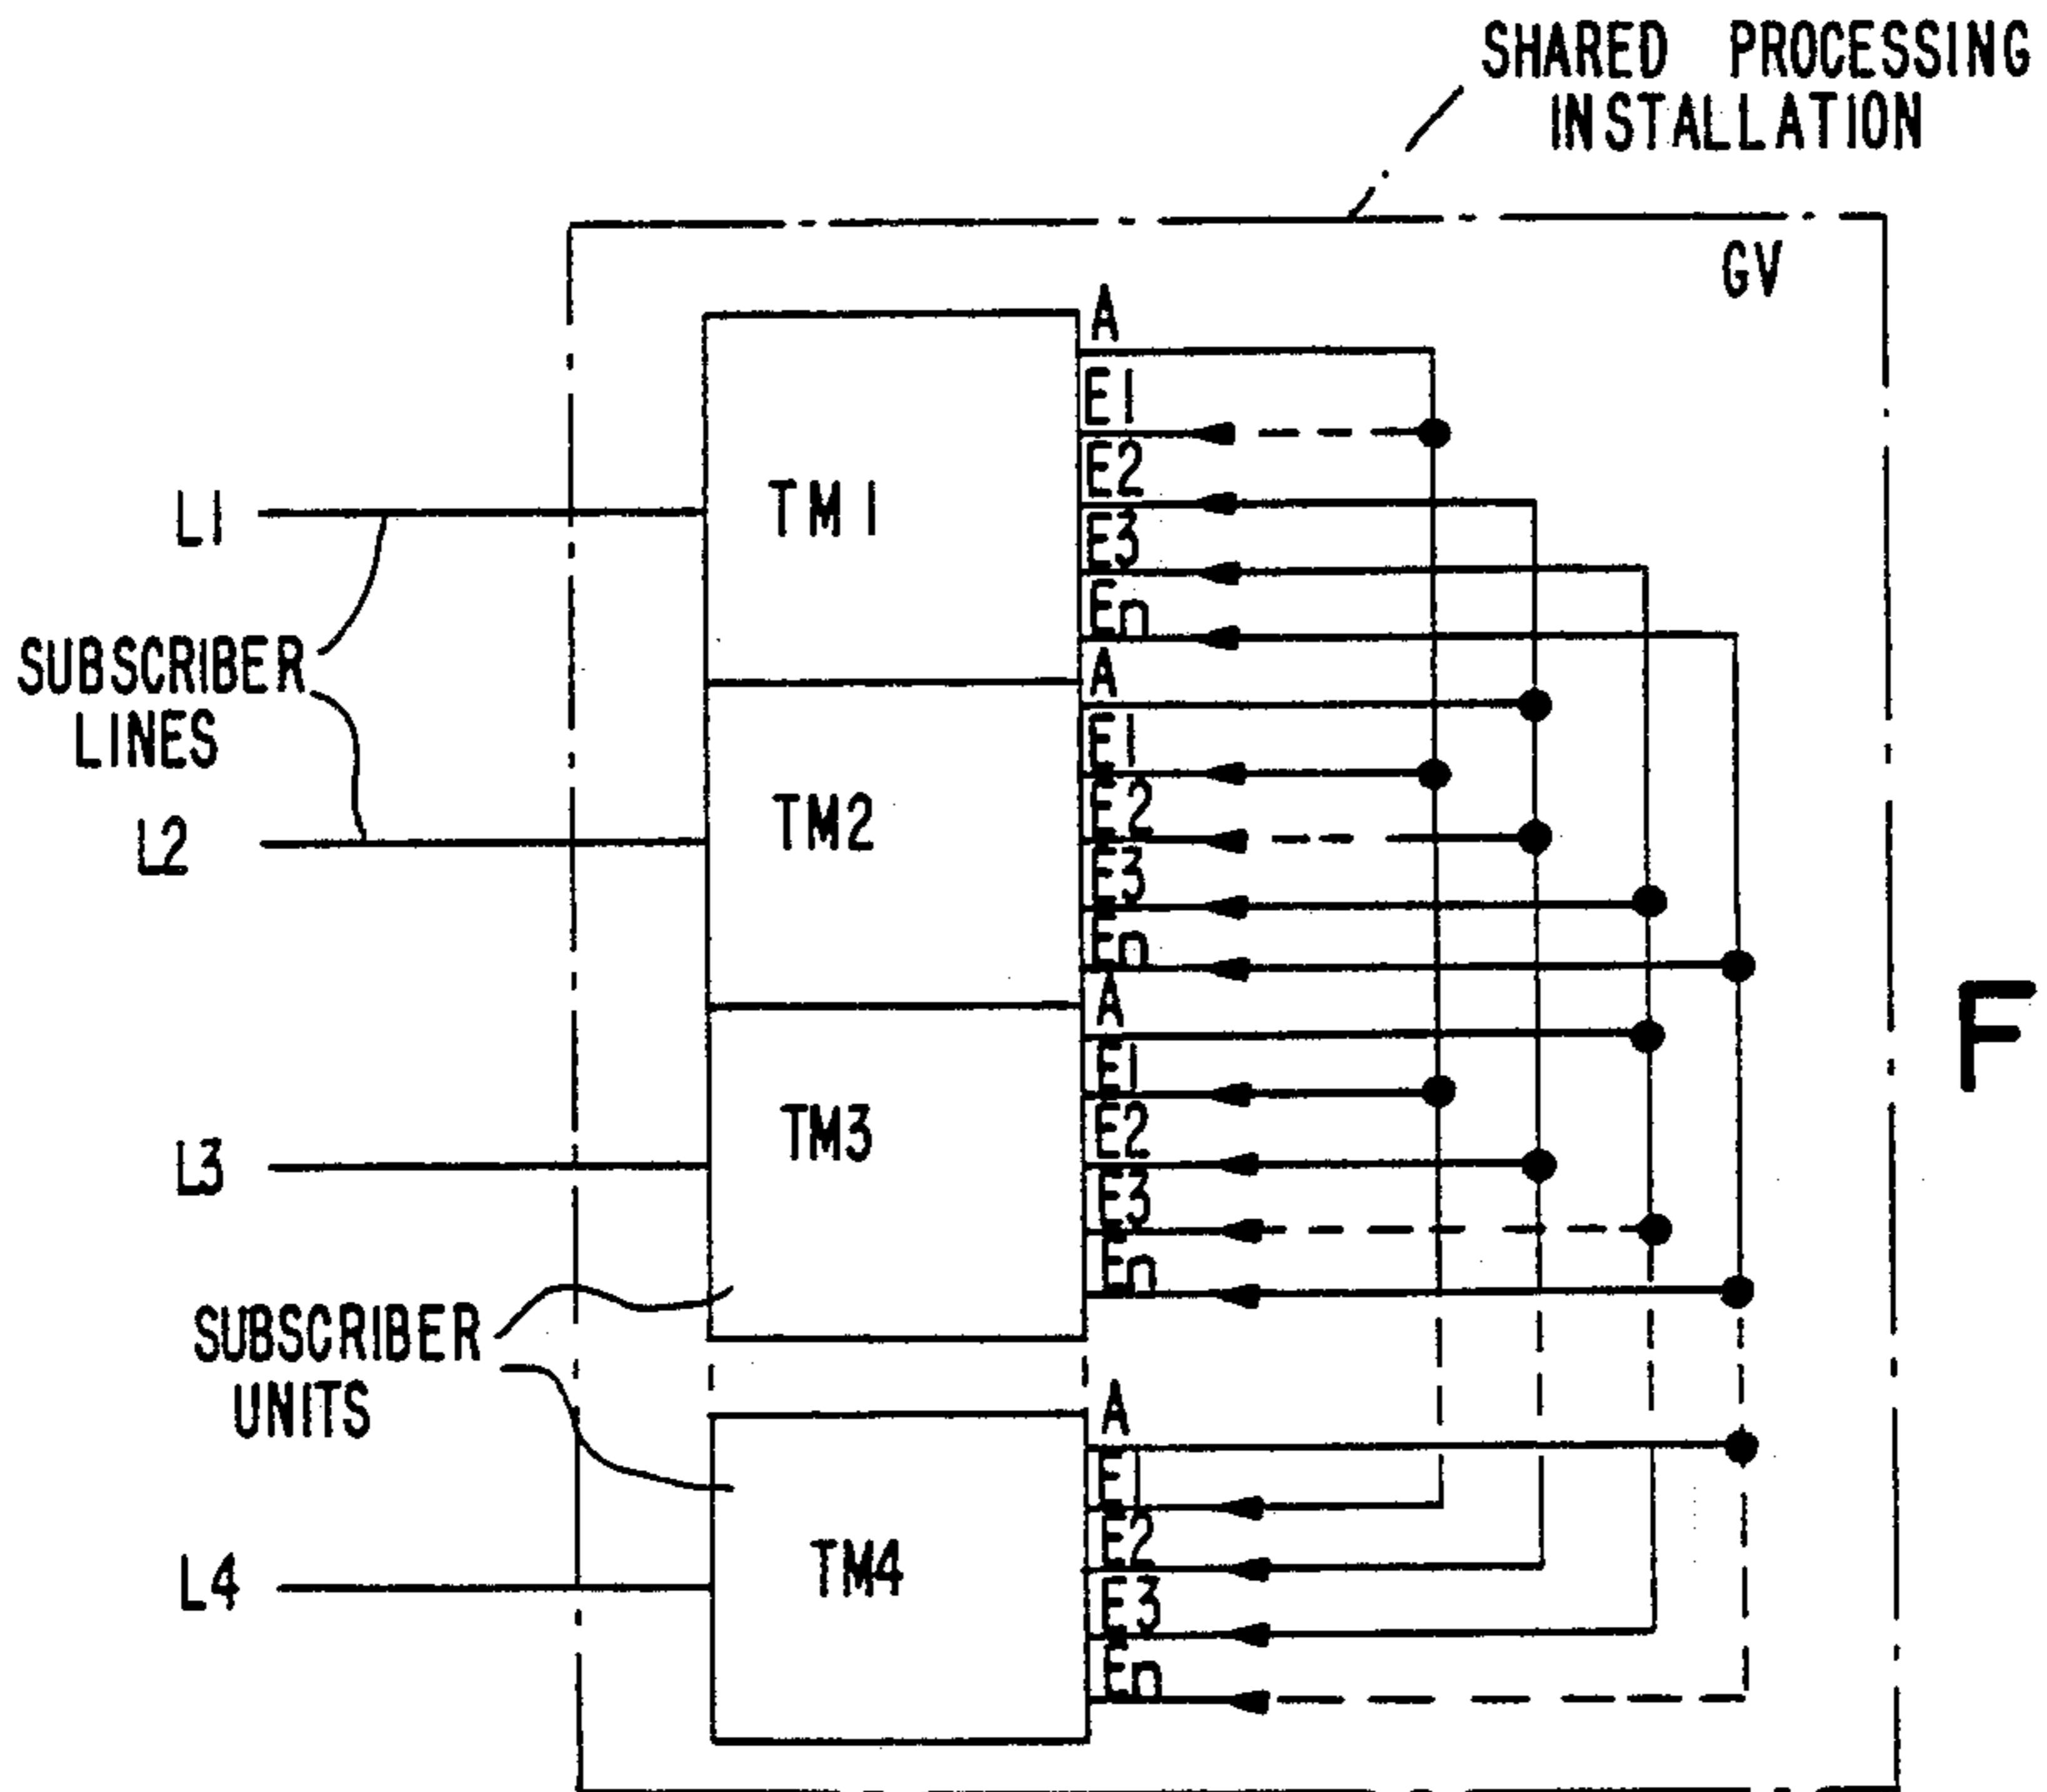 SHARED PROCESSING
INSTALLATION
GV
A
E1
E2
L1
TM1
E3
En
SUBSCRIBER
LINES
A
E1
L2
TM2
E2
E3
En
A
F
E1
L3
TM3
E2
E3
En
SUBSCRIBER
UNITS
A
E1
E2
L4
TM4
E3
En